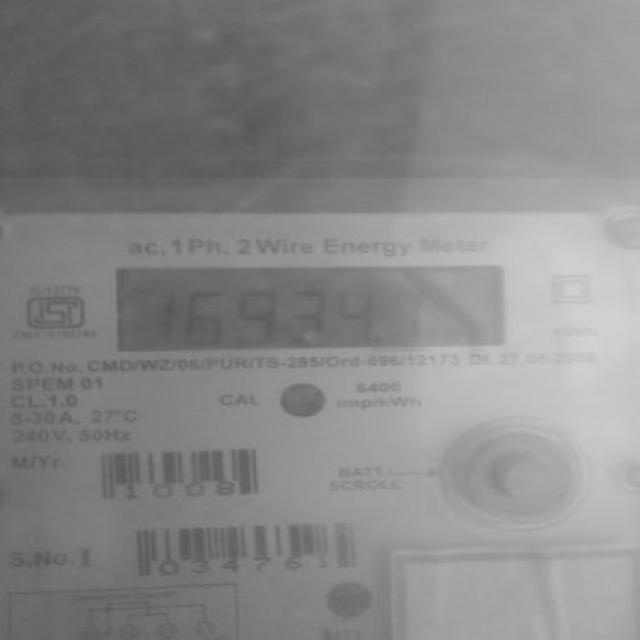 ac, 1 Ph, 2 Wire Energy Meter
16934
P.O.No. CMD/WZ/06/PUR/TS-285/Ord-696/12173 Dt. 27.06.2008
SPEM 01
CL.1.0
5-30A, 27°C
240V, 50Hz
CAL
6400
imp/kWh
M/Yr.
1008
BATT/
SCROLL
S.No. I
034761